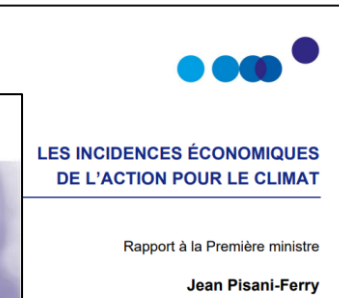 LES INCIDENCES ÉCONOMIQUES
DE L'ACTION POUR LE CLIMAT
Rapport à la Première ministre
Jean Pisani-Ferry